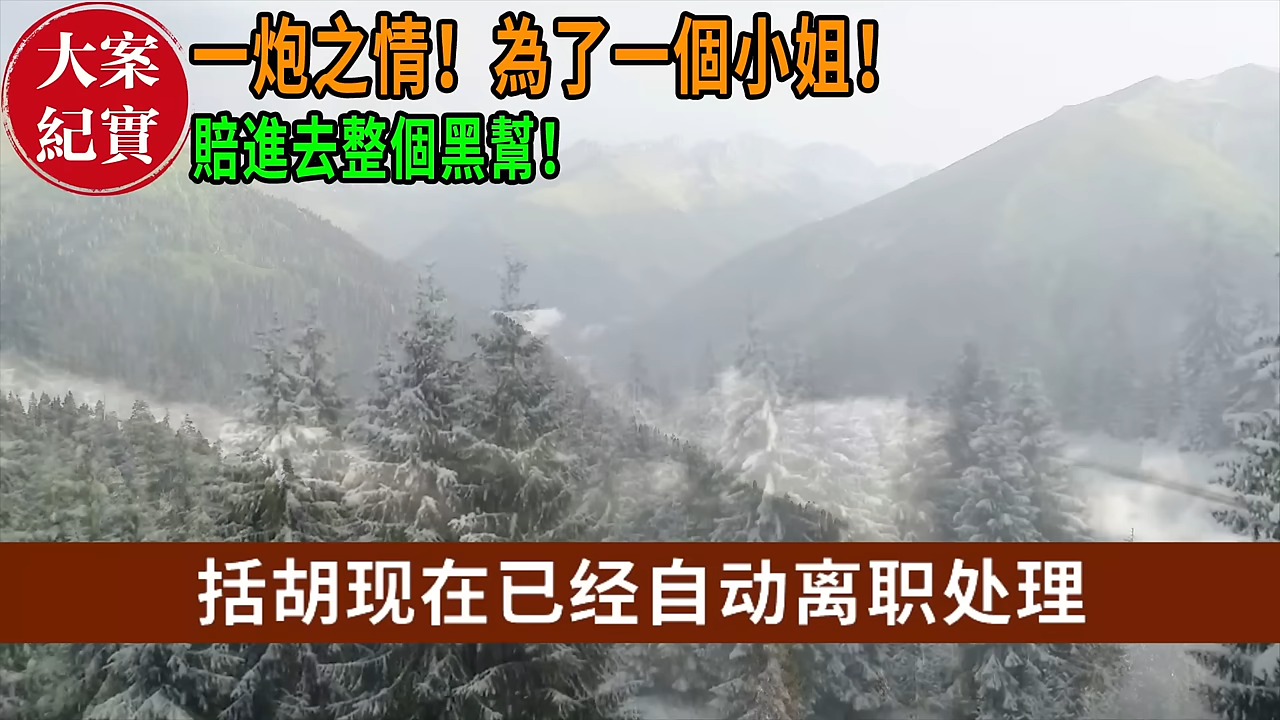 大案
紀實
一炮之情！為了一個小姐！
賠進去整個黑幫！
括胡现在已经自动离职处理